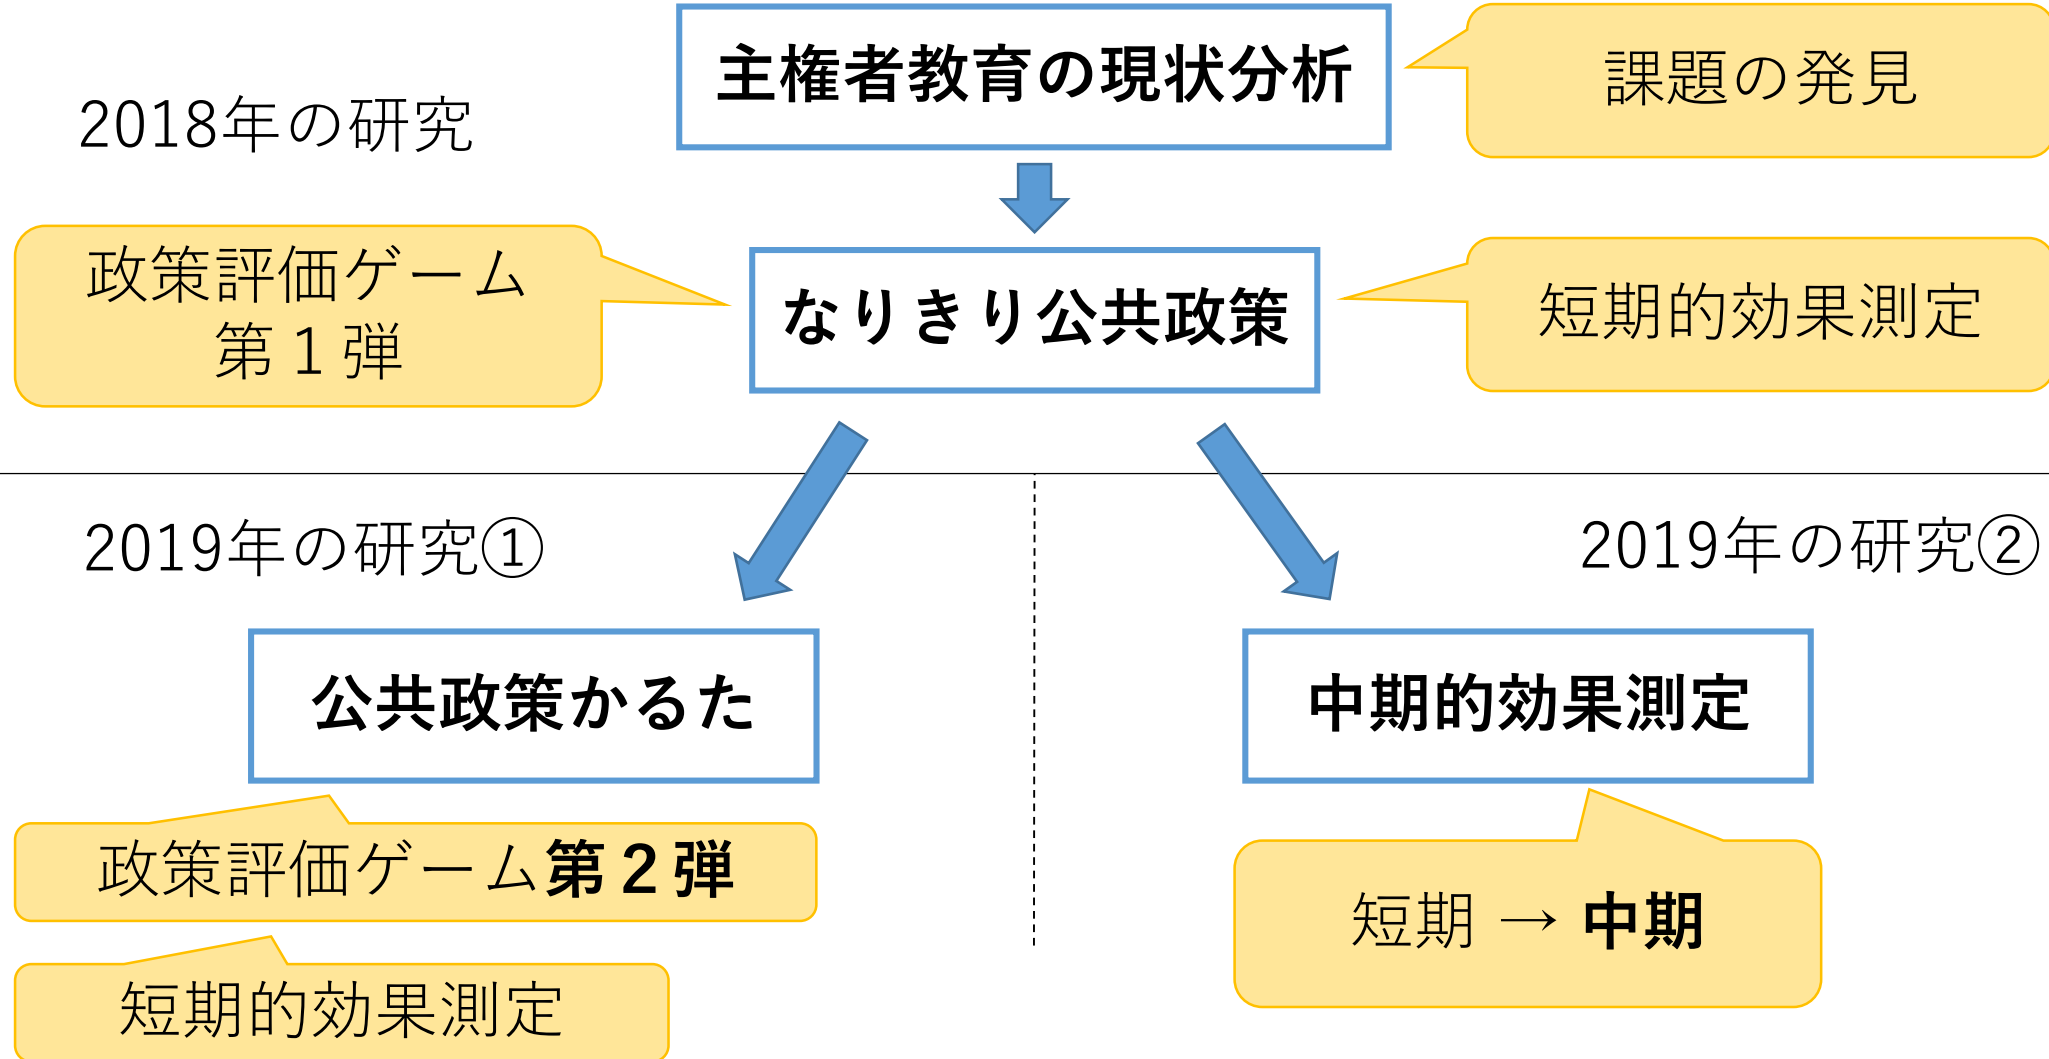 主権者教育の現状分析
課題の発見
2018年の研究
政策評価ゲーム
第１弾
なりきり公共政策
短期的効果測定
2019年の研究①
2019年の研究②
公共政策かるた
中期的効果測定
政策評価ゲーム第２弾
短期 → 中期
短期的効果測定